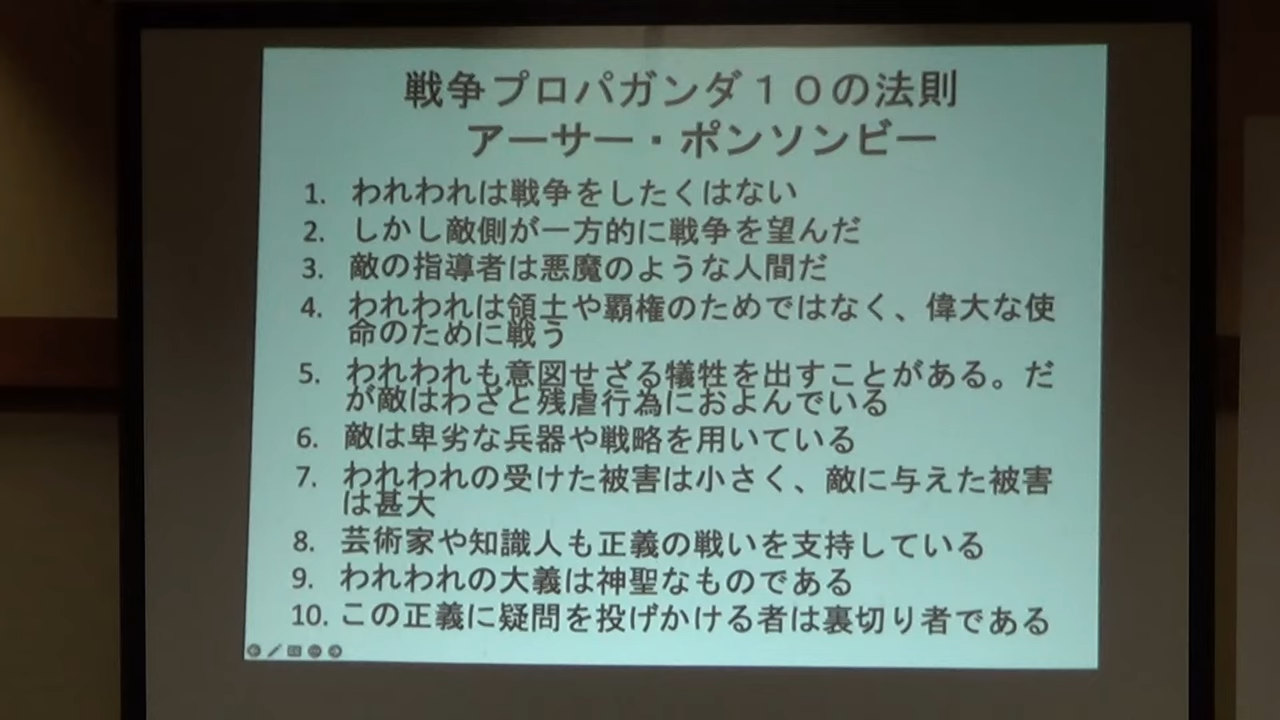 戦争プロパガンダ１０の法則
アーサー・ポンソンビー
1. われわれは戦争をしたくはない
2. しかし敵側が一方的に戦争を望んだ
3. 敵の指導者は悪魔のような人間だ
4. われわれは領土や覇権のためではなく、偉大な使
命のために戦う
5. われわれも意図せざる犠牲を出すことがある。だ
が敵はわざと残虐行為におよんでいる
6. 敵は卑劣な兵器や戦略を用いている
7. われわれの受けた被害は小さく、敵に与えた被害
は甚大
8. 芸術家や知識人も正義の戦いを支持している
9. われわれの大義は神聖なものである
10. この正義に疑問を投げかける者は裏切り者である